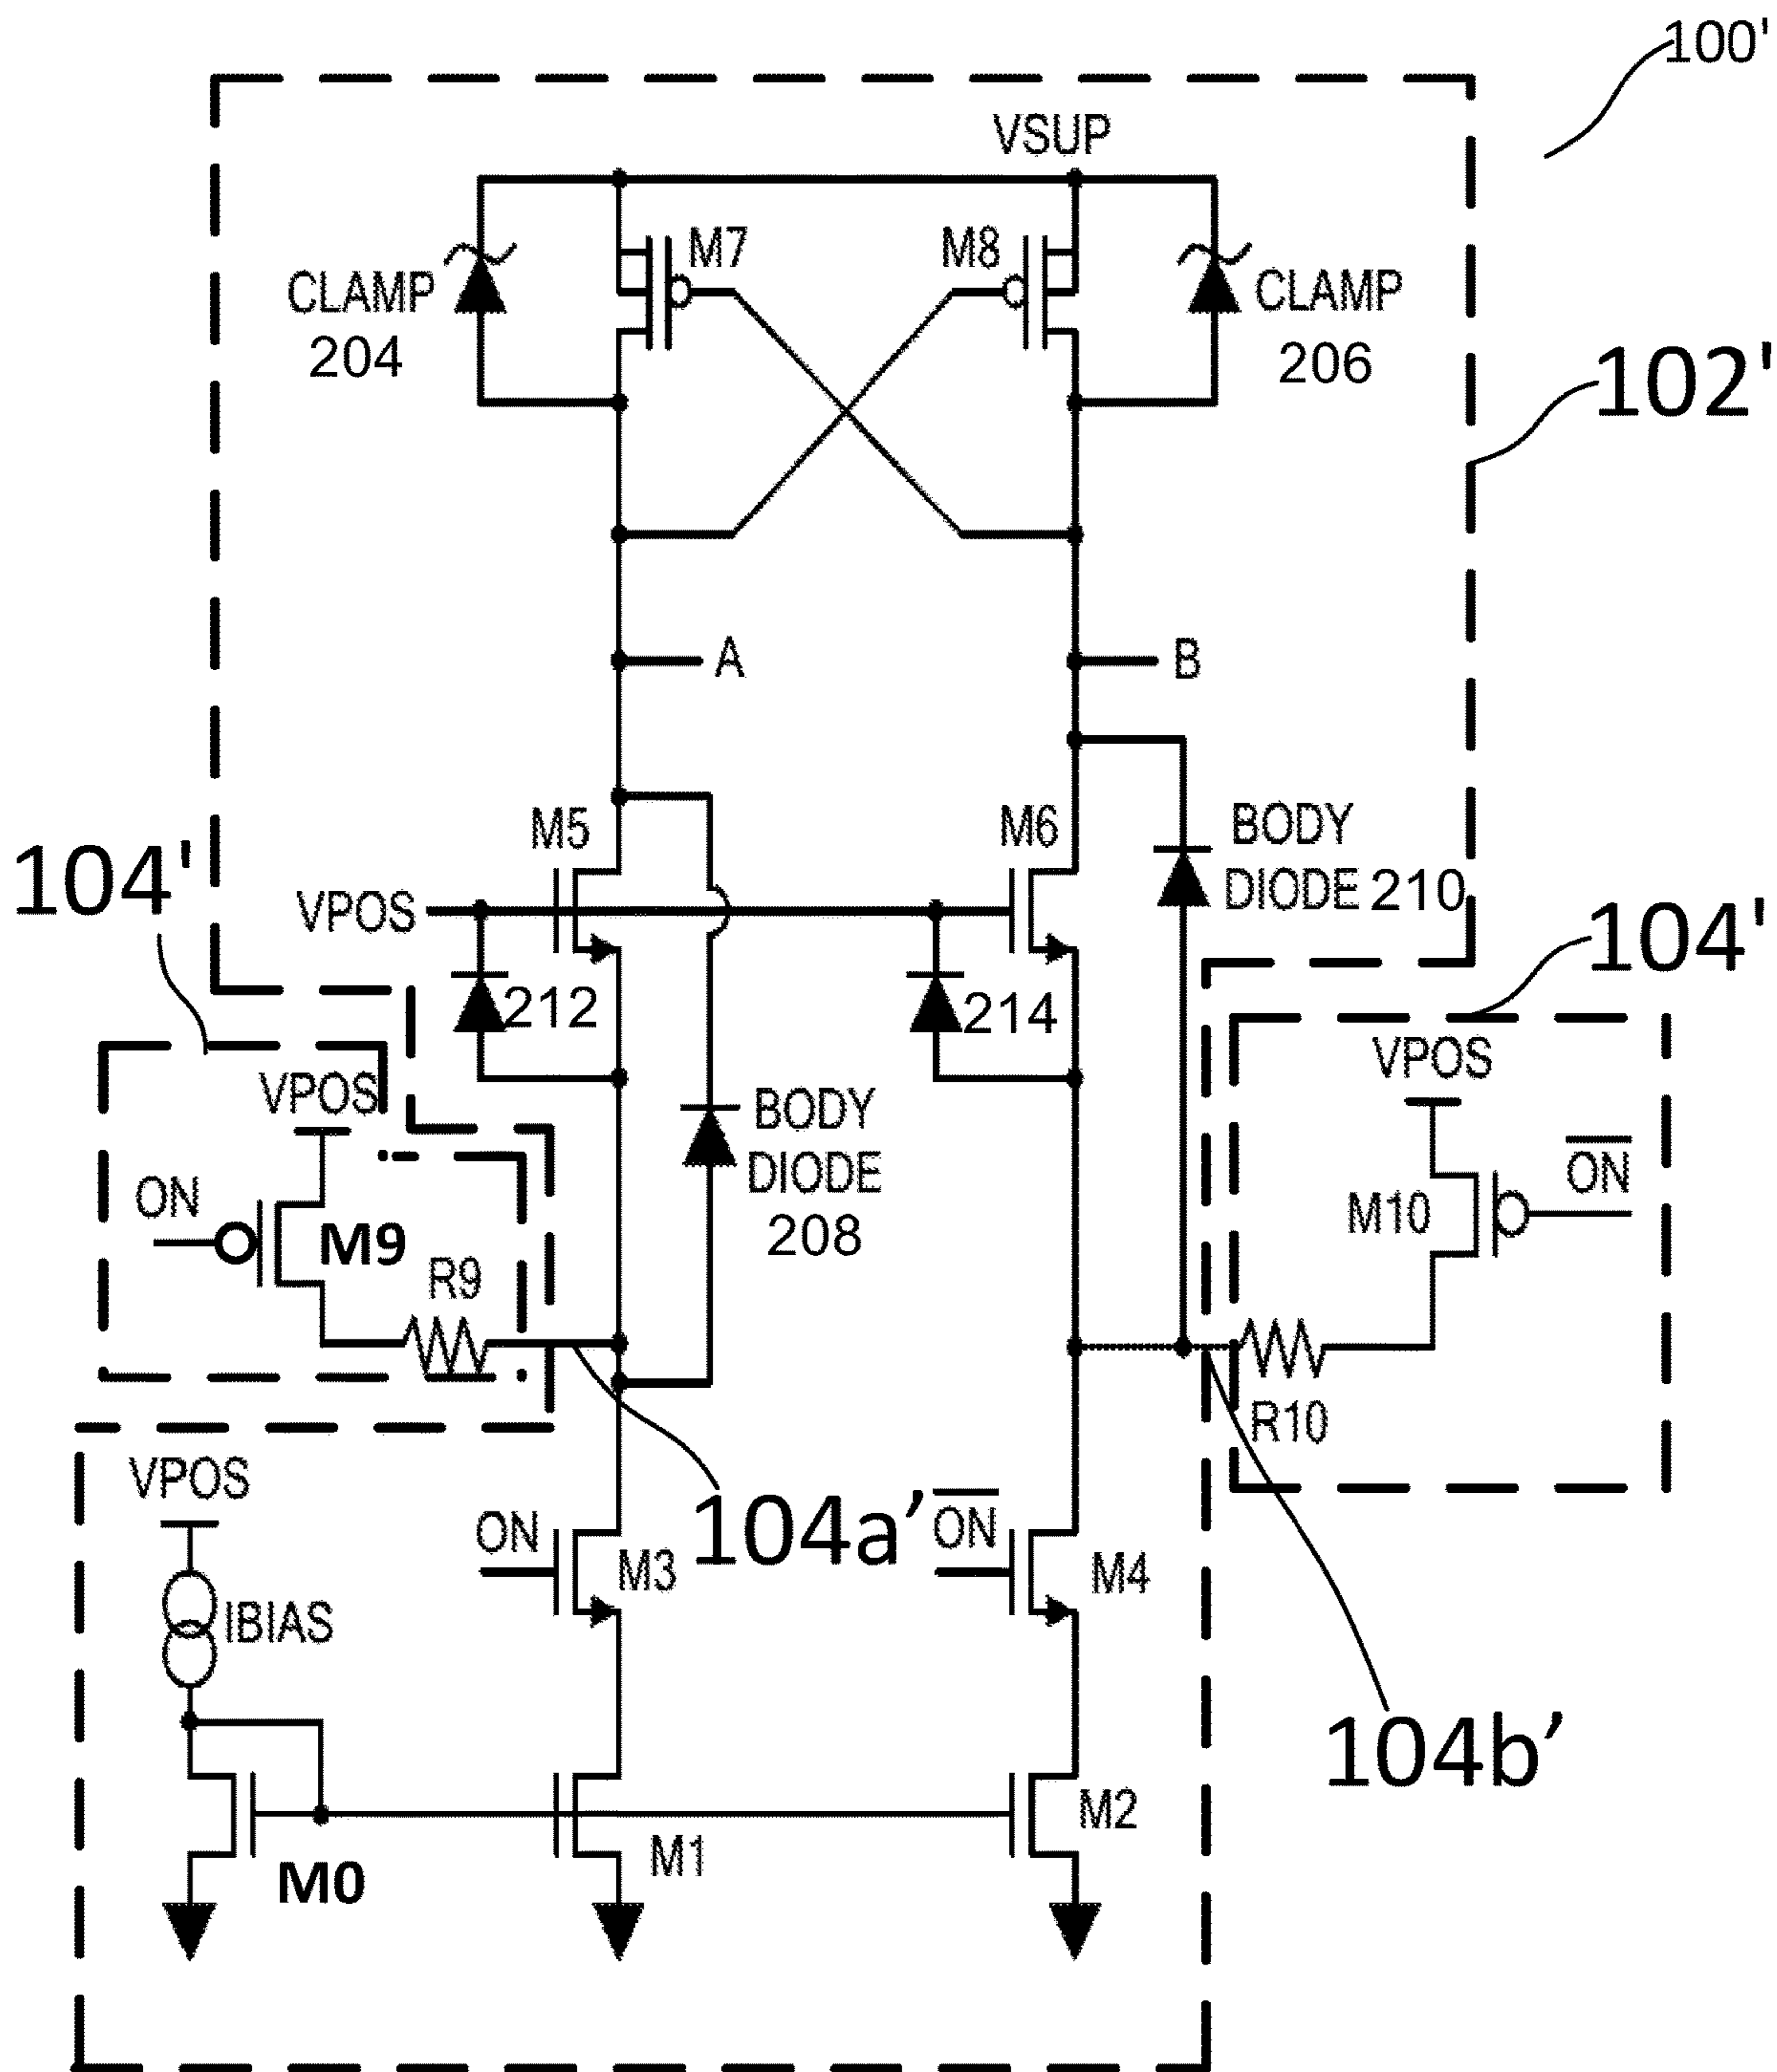 100'
VSUP
M7
M8
CLAMP
204
CLAMP
206
102'
A
B
M5
M6
BODY
DIODE 210
104'
VPOS
104'
212
214
VPOS
VPOS
BODY
DIODE
208
ON
M9
M10
O̅N̅
R9
R10
VPOS
104a’
ON
O̅N̅
M3
M4
IBIAS
104b’
M2
M1
M0